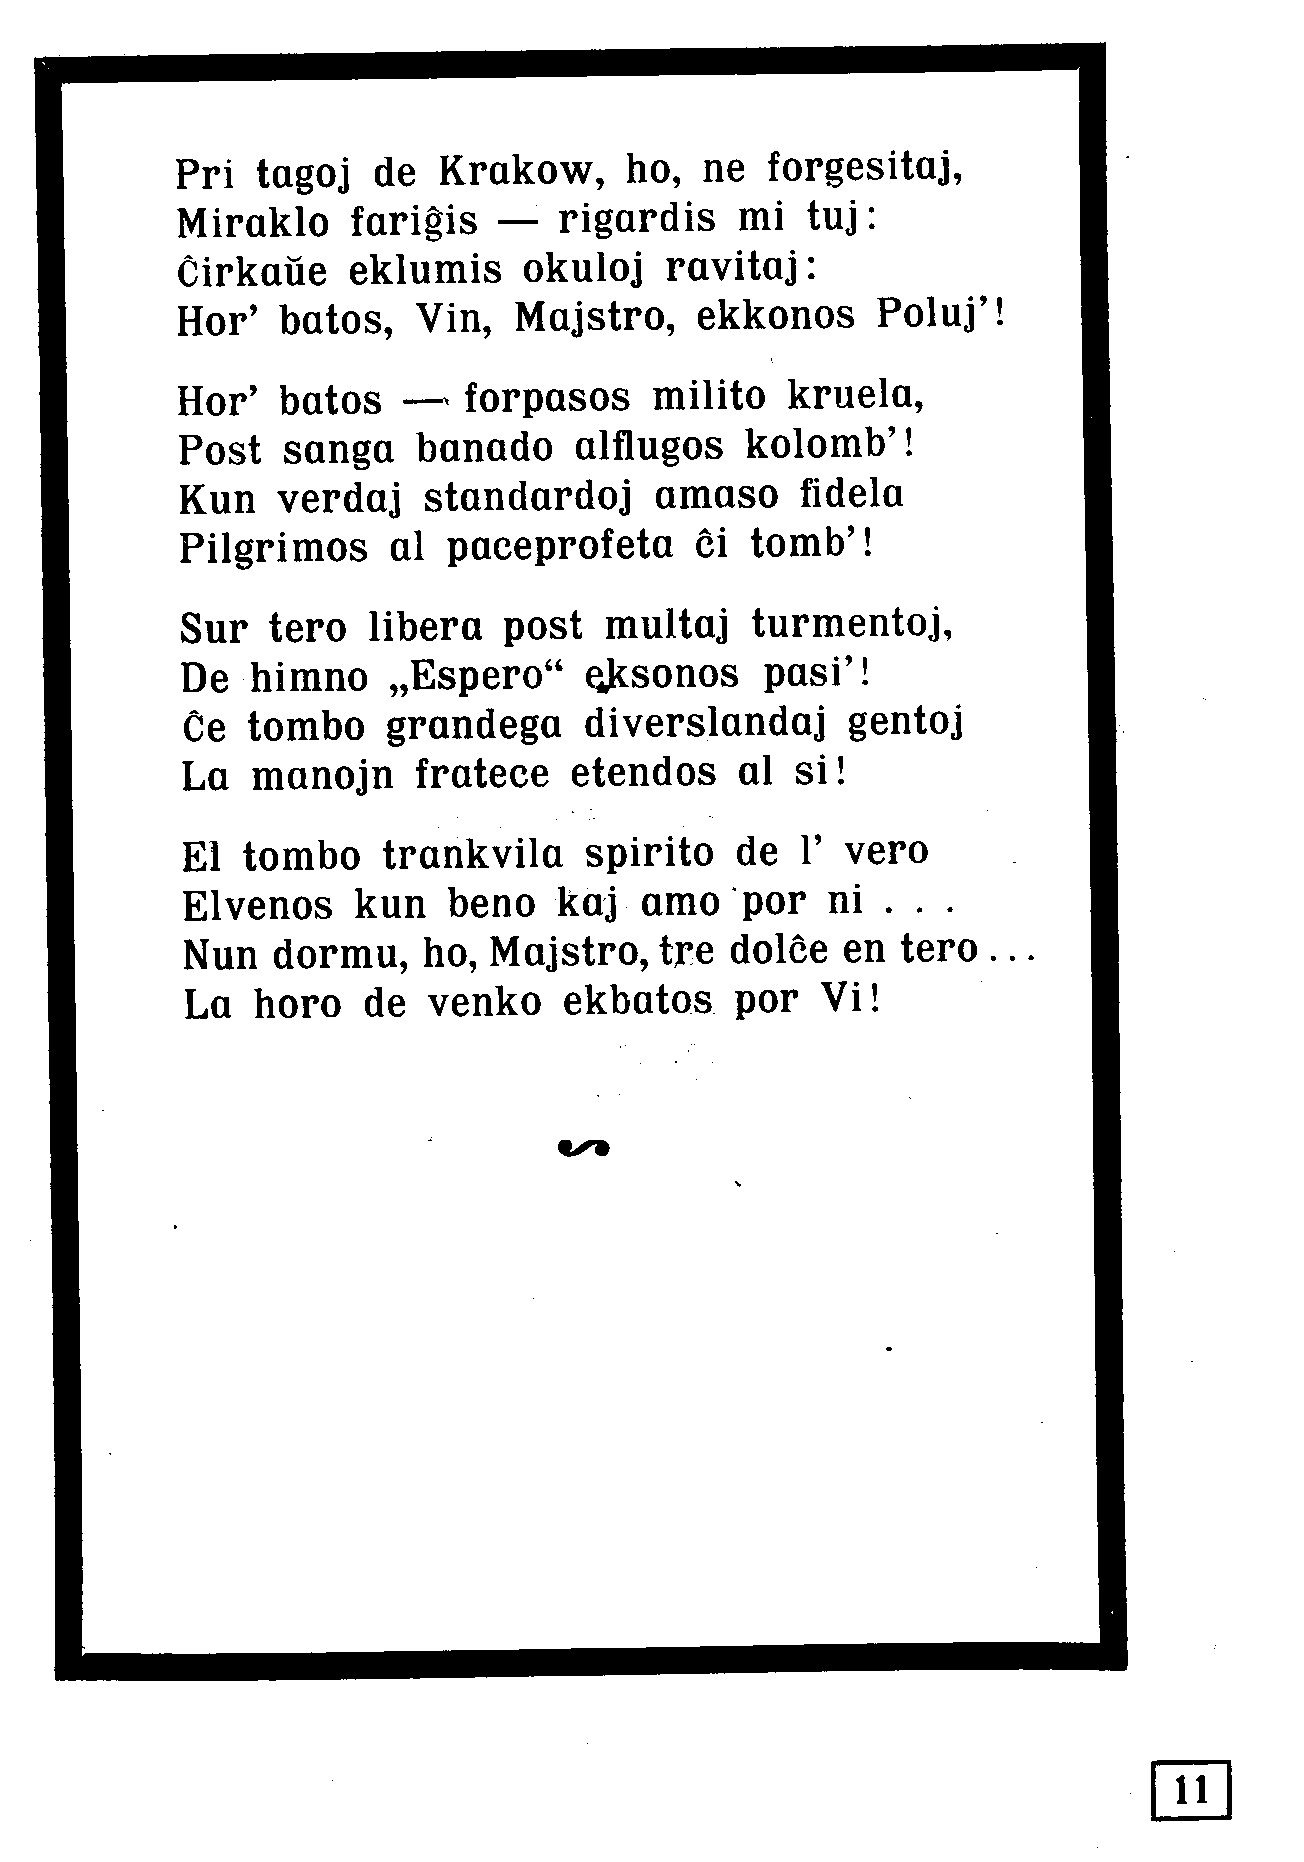 Pri tagoj de Krakow, ho, ne forgesitaj,
Miraklo fariĝis — rigardis mi tuj:
Ĉirkaŭe eklumis okuloj ravitaj:
Hor’ batos, Vin, Majstro, ekkonos Poluj’!
Hor’ batos — forpasos milito kruela,
Post sanga banado alflugos kolomb’!
Kun verdaj standardoj amaso fidela
Pilgrimos al paceprofeta ĉi tomb’!
Sur tero libera post multaj turmentoj,
De himno „Espero“ eksonos pasi’!
Ĉe tombo grandega diverslandaj gentoj
La manojn fratece etendos al si!
El tombo trankvila spirito de l’ vero
Elvenos kun beno kaj amo por ni . . .
Nun dormu, ho, Majstro, tre dolĉe en tero ...
La horo de venko ekbatos por Vi!
11